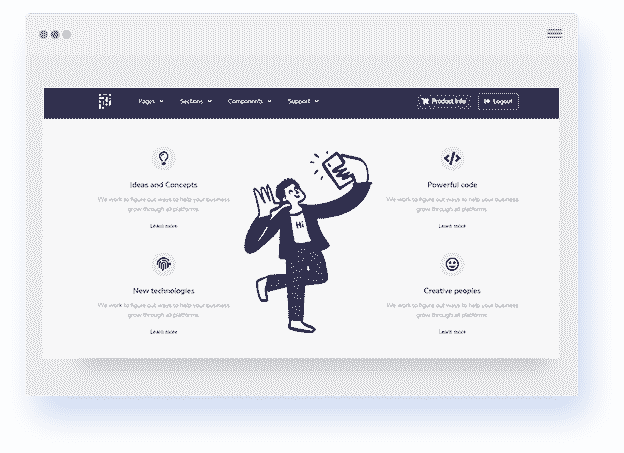 Pages Sections Components Support Product Info Logout
Ideas and Concepts
We work to figure out ways to help your business
grow through all platforms.
Learn more
New technologies
We work to figure out ways to help your business
grow through all platforms.
Learn more
Hi
Powerful code
We work to figure out ways to help your business
grow through all platforms.
Learn more
Creative peoples
We work to figure out ways to help your business
grow through all platforms.
Learn more